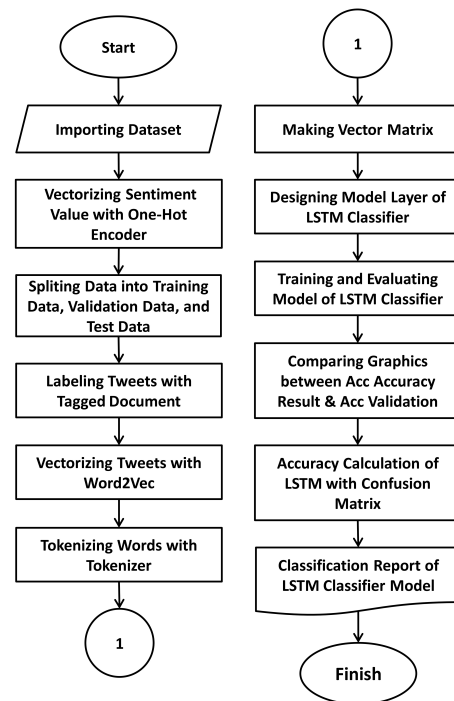 Start
Importing Dataset
Vectorizing Sentiment
Value with One-Hot
Encoder
Spliting Data into Training
Data, Validation Data, and
Test Data
Labeling Tweets with
Tagged Document
Vectorizing Tweets with
Word2Vec
Tokenizing Words with
Tokenizer
1
1
Making Vector Matrix
Designing Model Layer of
LSTM Classifier
Training and Evaluating
Model of LSTM Classifier
Comparing Graphics
between Acc Accuracy
Result & Acc Validation
Accuracy Calculation of
LSTM with Confusion
Matrix
Classification Report of
LSTM Classifier Model
Finish